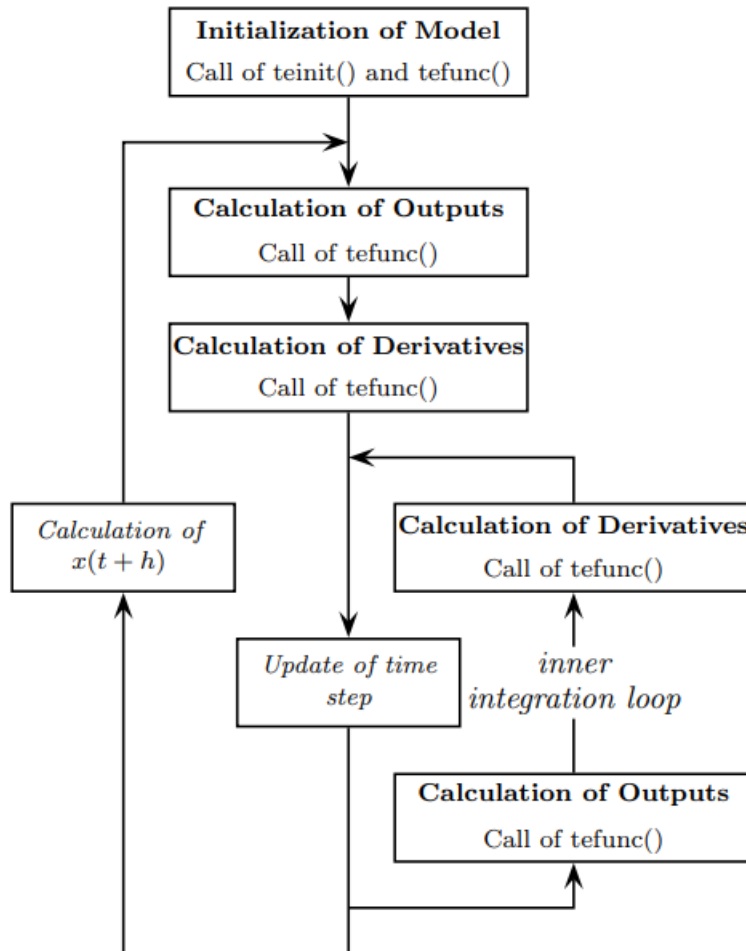 Initialization of Model
Call of teinit() and tefunc()
Calculation of Outputs
Call of tefunc()
Calculation of Derivatives
Call of tefunc()
Calculation of
x(t + h)
Calculation of Derivatives
Call of tefunc()
Update of time
step
inner
integration loop
Calculation of Outputs
Call of tefunc()